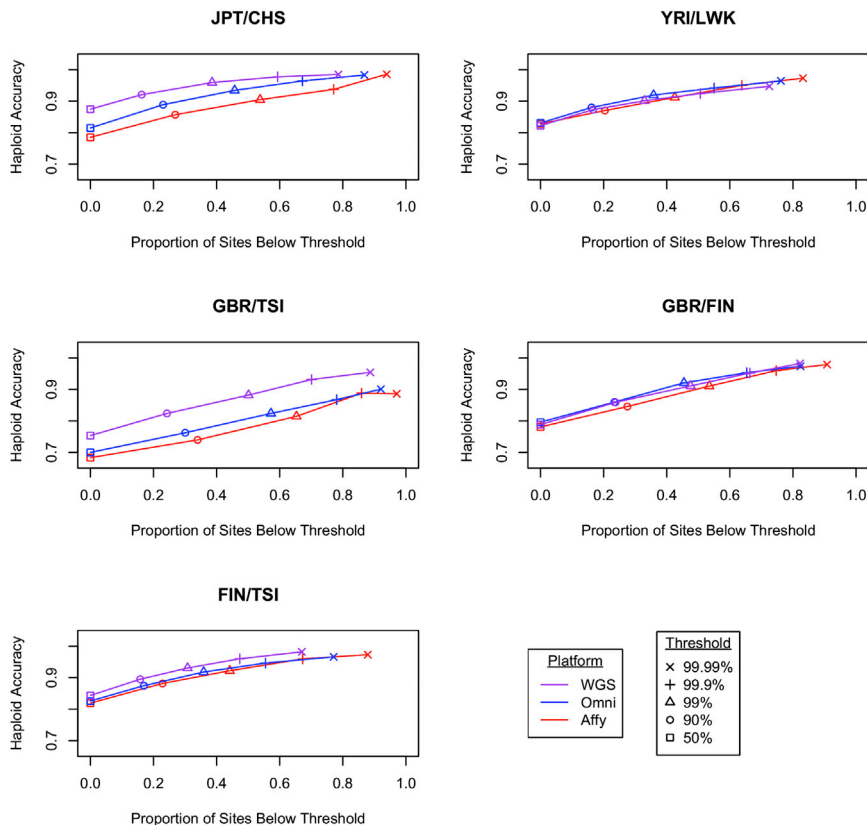 JPT/CHS
Haploid Accuracy
0.9
0.7
0.0 0.2 0.4 0.6 0.8 1.0
Proportion of Sites Below Threshold
YRI/LWK
Haploid Accuracy
0.9
0.7
0.0 0.2 0.4 0.6 0.8 1.0
Proportion of Sites Below Threshold
GBR/TSI
Haploid Accuracy
0.9
0.7
0.0 0.2 0.4 0.6 0.8 1.0
Proportion of Sites Below Threshold
GBR/FIN
Haploid Accuracy
0.9
0.7
0.0 0.2 0.4 0.6 0.8 1.0
Proportion of Sites Below Threshold
FIN/TSI
Haploid Accuracy
0.9
0.7
0.0 0.2 0.4 0.6 0.8 1.0
Proportion of Sites Below Threshold
Platform
WGS
Omni
Affy
Threshold
99.99%
99.9%
99%
90%
50%